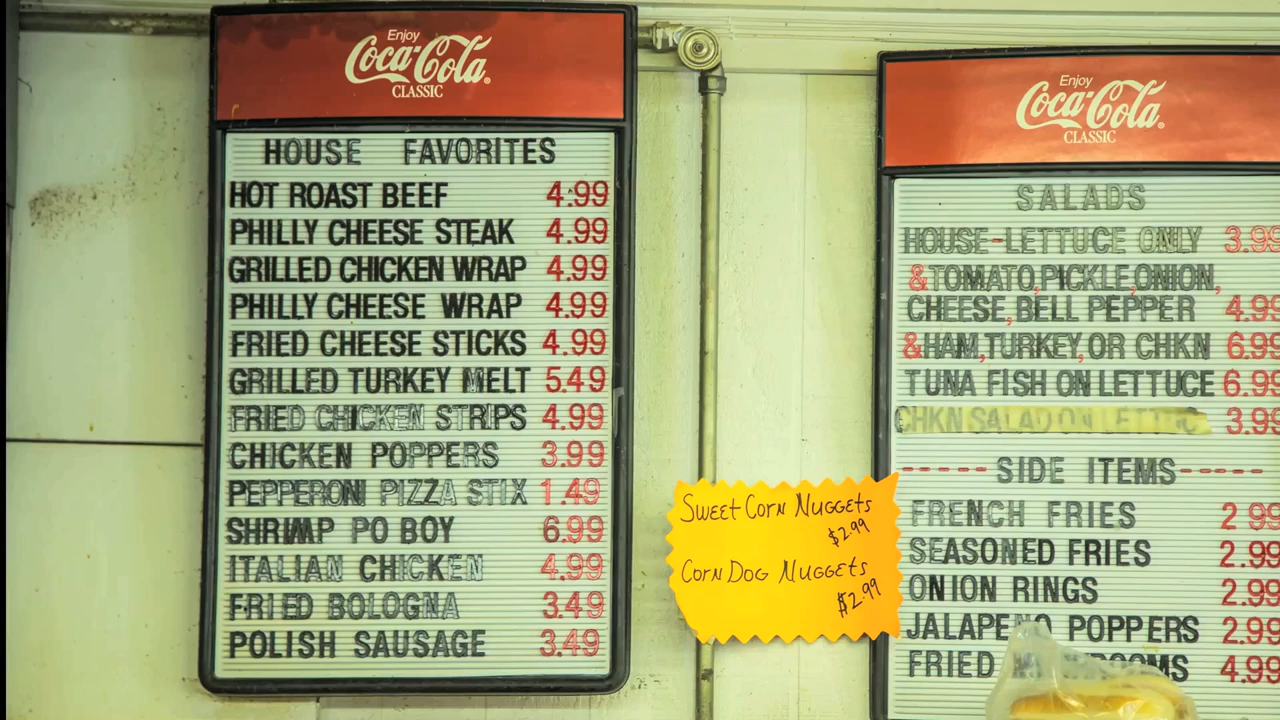 Enjoy
Coca-Cola
CLASSIC
HOUSE FAVORITES
HOT ROAST BEEF 4.99
PHILLY CHEESE STEAK 4.99
GRILLED CHICKEN WRAP 4.99
PHILLY CHEESE WRAP 4.99
FRIED CHEESE STICKS 4.99
GRILLED TURKEY MELT 5.49
FRIED CHICKEN STRIPS 4.99
CHICKEN POPPERS 3.99
PEPPERONI PIZZA STIX 1.49
SHRIMP PO BOY 6.99
ITALIAN CHICKEN 4.99
FRIED BOLOGNA 3.49
POLISH SAUSAGE 3.49
SWEET CORN NUGGETS
$2.99
CORN DOG NUGGETS
$2.99
Enjoy
Coca-Cola
CLASSIC
SALADS
HOUSE-LETTUCE ONLY 3.99
&TOMATO,PICKLE,ONION,
CHEESE,BELL PEPPER 4.99
&HAM,TURKEY,OR CHKN 6.99
TUNA FISH ON LETTUCE 6.99
CHKN SALAD ON LETTUC 3.99
-----SIDE ITEMS-----
FRENCH FRIES 2 99
SEASONED FRIES 2.99
ONION RINGS 2.99
JALAPENO POPPERS 2.99
FRIED 4.99